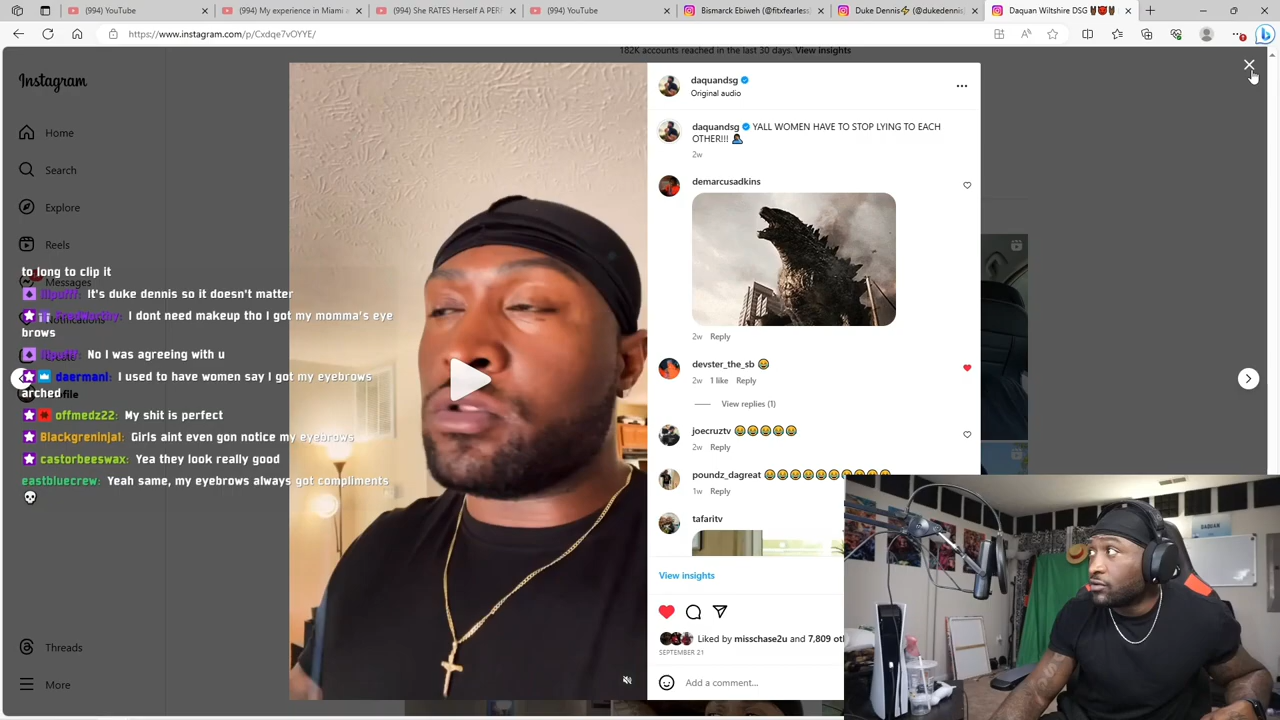 (994) YouTube
(994) My experience in Miami a
(994) She RATES Herself A PERF
(994) YouTube
Bismarck Ebiweh (@fitxfearless
Duke Dennis⚡ (@dukedennis
Daquan Wiltshire DSG
https://www.instagram.com/p/Cxdqe7vOYYE/
182K accounts reached in the last 30 days. View insights
Instagram
Home
Search
Explore
Reels
Messages
to long to clip it
It's duke dennis so it doesn't matter
I dont need makeup tho I got my momma's eye
brows
No I was agreeing with u
daermani: I used to have women say I got my eyebrows
arched
offmedz22: My shit is perfect
Blackgreninjal: Girls aint even gon notice my eyebrows
castorbeeswax: Yea they look really good
eastbluecrew: Yeah same, my eyebrows always got compliments
💀
Threads
More
daquandsg
Original audio
daquandsg YALL WOMEN HAVE TO STOP LYING TO EACH
OTHER!!! 🤦🏾‍♂️
2w
demarcusadkins
2w Reply
devster_the_sb 😂
2w 1 like Reply
View replies (1)
joecruztv 😂😂😂😂😂
2w Reply
poundz_dagreat 😂😂😂😂😂😂😂😂😂😂
1w Reply
tafaritv
View insights
Liked by misschase2u and 7,809 oth
SEPTEMBER 21
Add a comment...